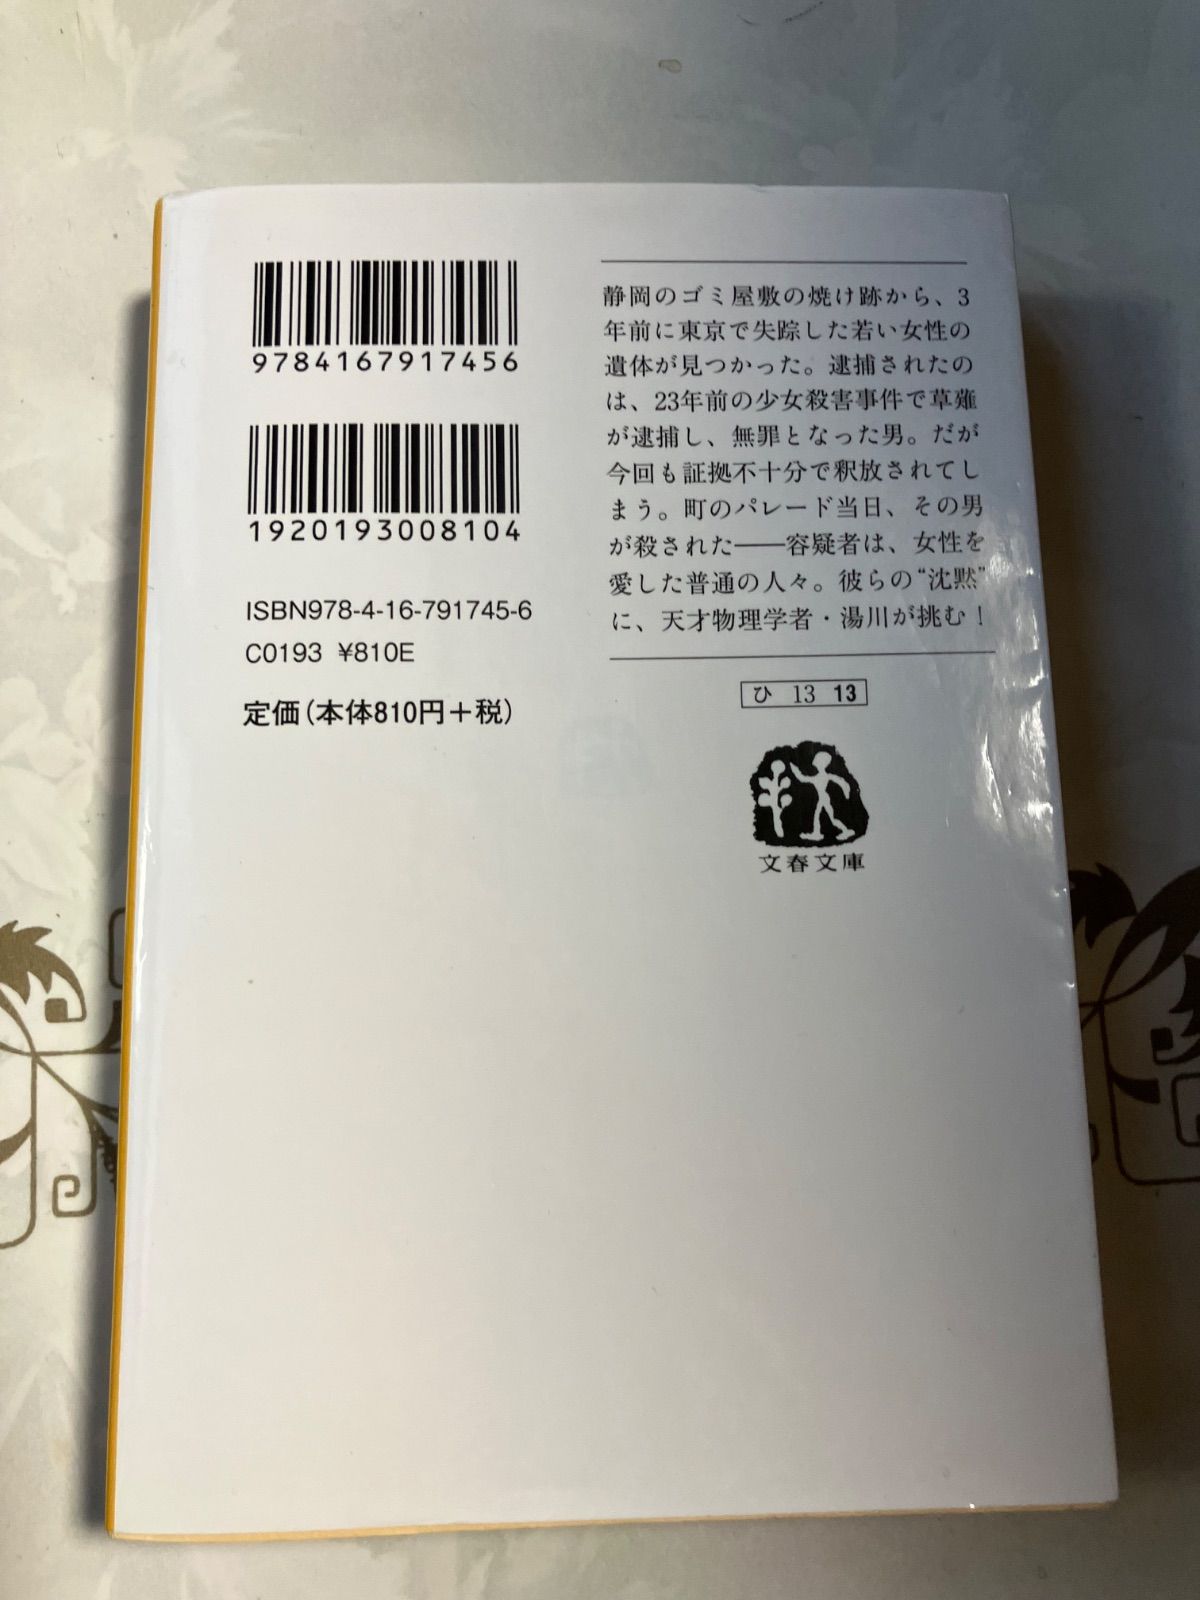 9784167917456
1920193008104
ISBN978-4-16-791745-6
C0193 ¥810E
定価(本体810円+税)
静岡のゴミ屋敷の焼け跡から、3
年前に東京で失踪した若い女性の
遺体が見つかった。逮捕されたの
は、23年前の少女殺害事件で草薙
が逮捕し、無罪となった男。だが
今回も証拠不十分で釈放されてし
まう。町のパレード当日、その男
が殺された——容疑者は、女性を
愛した普通の人々。彼らの“沈黙”
に、天才物理学者・湯川が挑む！
ひ 13 13
文春文庫